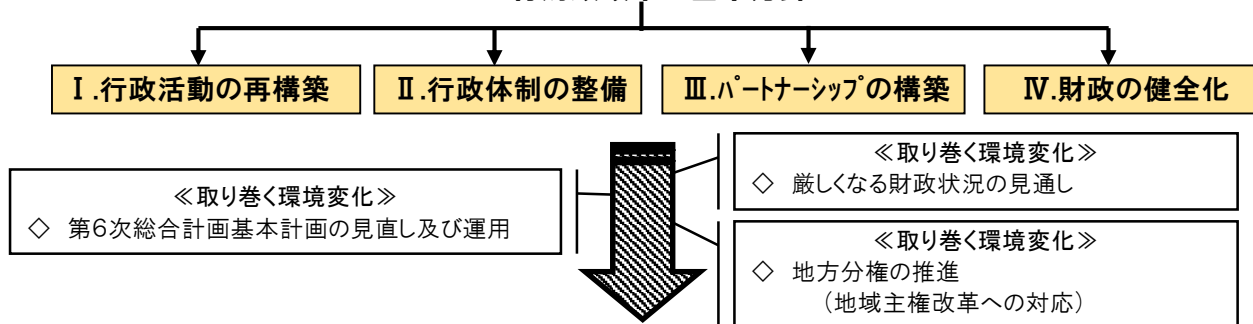 Ⅰ.行政活動の再構築
Ⅱ.行政体制の整備
Ⅲ.ﾊﾟｰﾄﾅｰｼｯﾌﾟの構築
Ⅳ.財政の健全化
≪取り巻く環境変化≫
◇ 第6次総合計画基本計画の見直し及び運用
≪取り巻く環境変化≫
◇ 厳しくなる財政状況の見通し
≪取り巻く環境変化≫
◇ 地方分権の推進
（地域主権改革への対応）